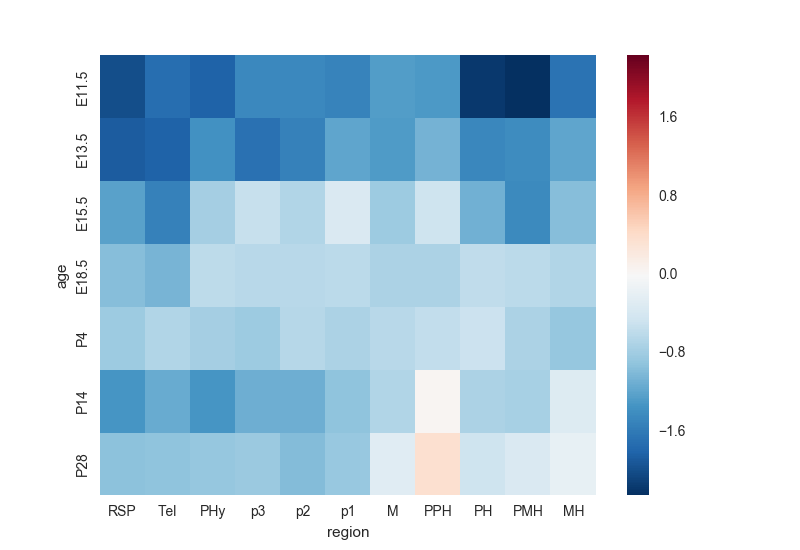 E11.5
E13.5
E15.5
E18.5
P4
P14
P28
age
RSP Tel PHy p3 p2 p1 M PPH PH PMH MH
region
1.6
0.8
0.0
−0.8
−1.6